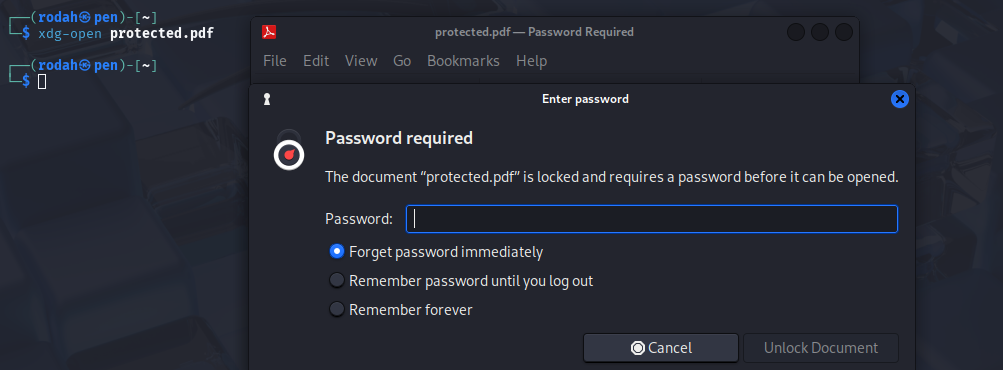 ┌──(rodah㉿pen)-[~]
└─$ xdg-open protected.pdf
┌──(rodah㉿pen)-[~]
└─$
protected.pdf — Password Required
File Edit View Go Bookmarks Help
Enter password
Password required
The document “protected.pdf” is locked and requires a password before it can be opened.
Password:
Forget password immediately
Remember password until you log out
Remember forever
Cancel Unlock Document